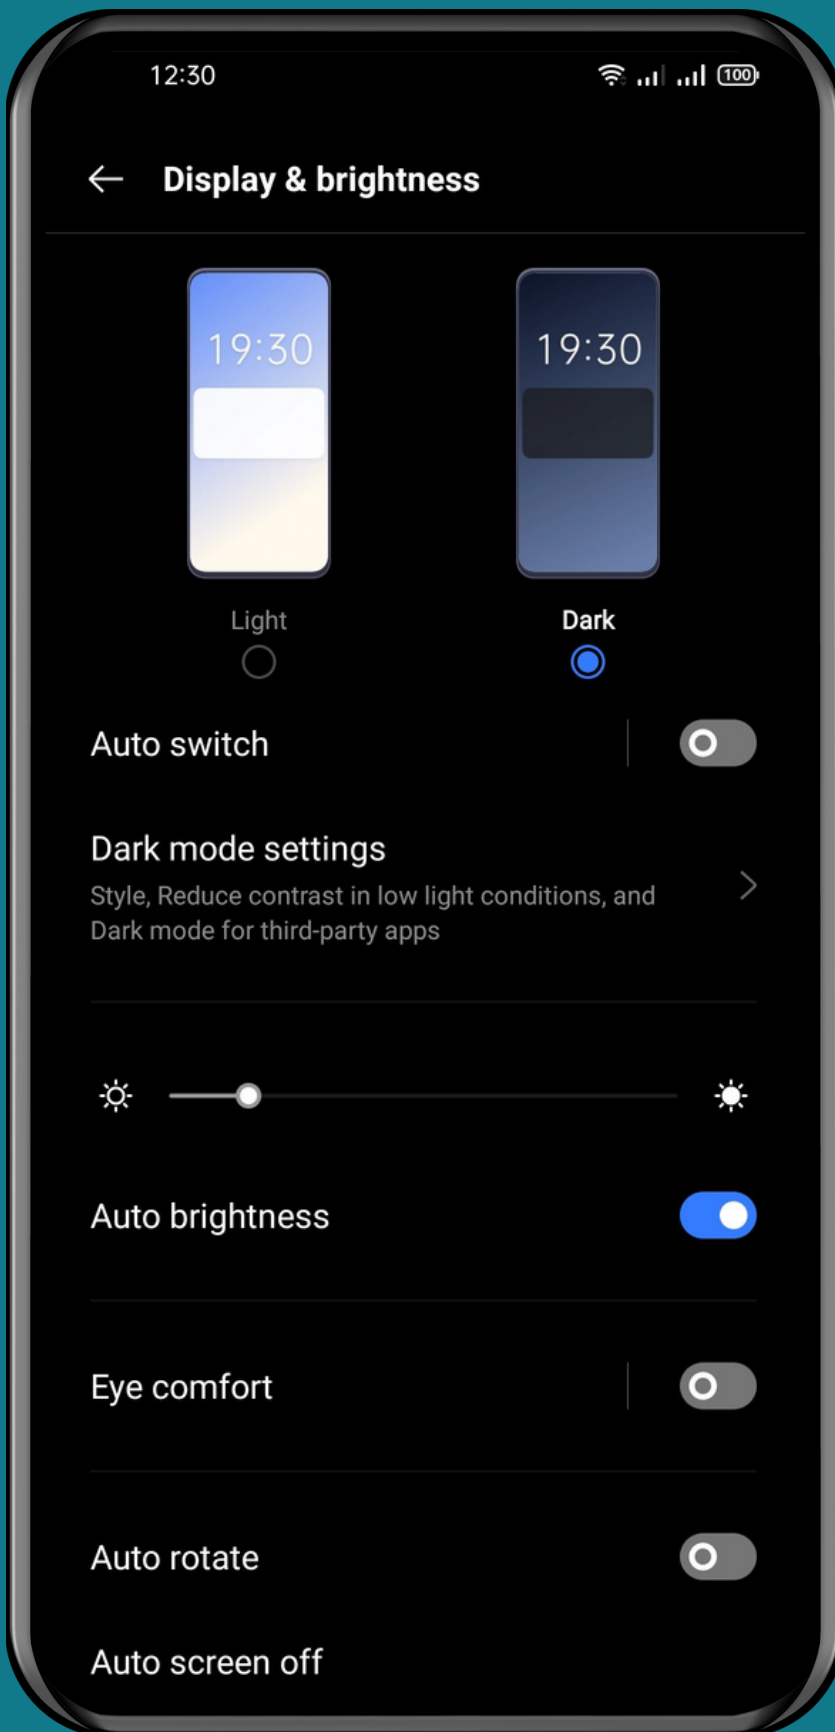 12:30
100
Display & brightness
19:30
19:30
Light
Dark
Auto switch
Dark mode settings
Style, Reduce contrast in low light conditions, and
Dark mode for third-party apps
Auto brightness
Eye comfort
Auto rotate
Auto screen off